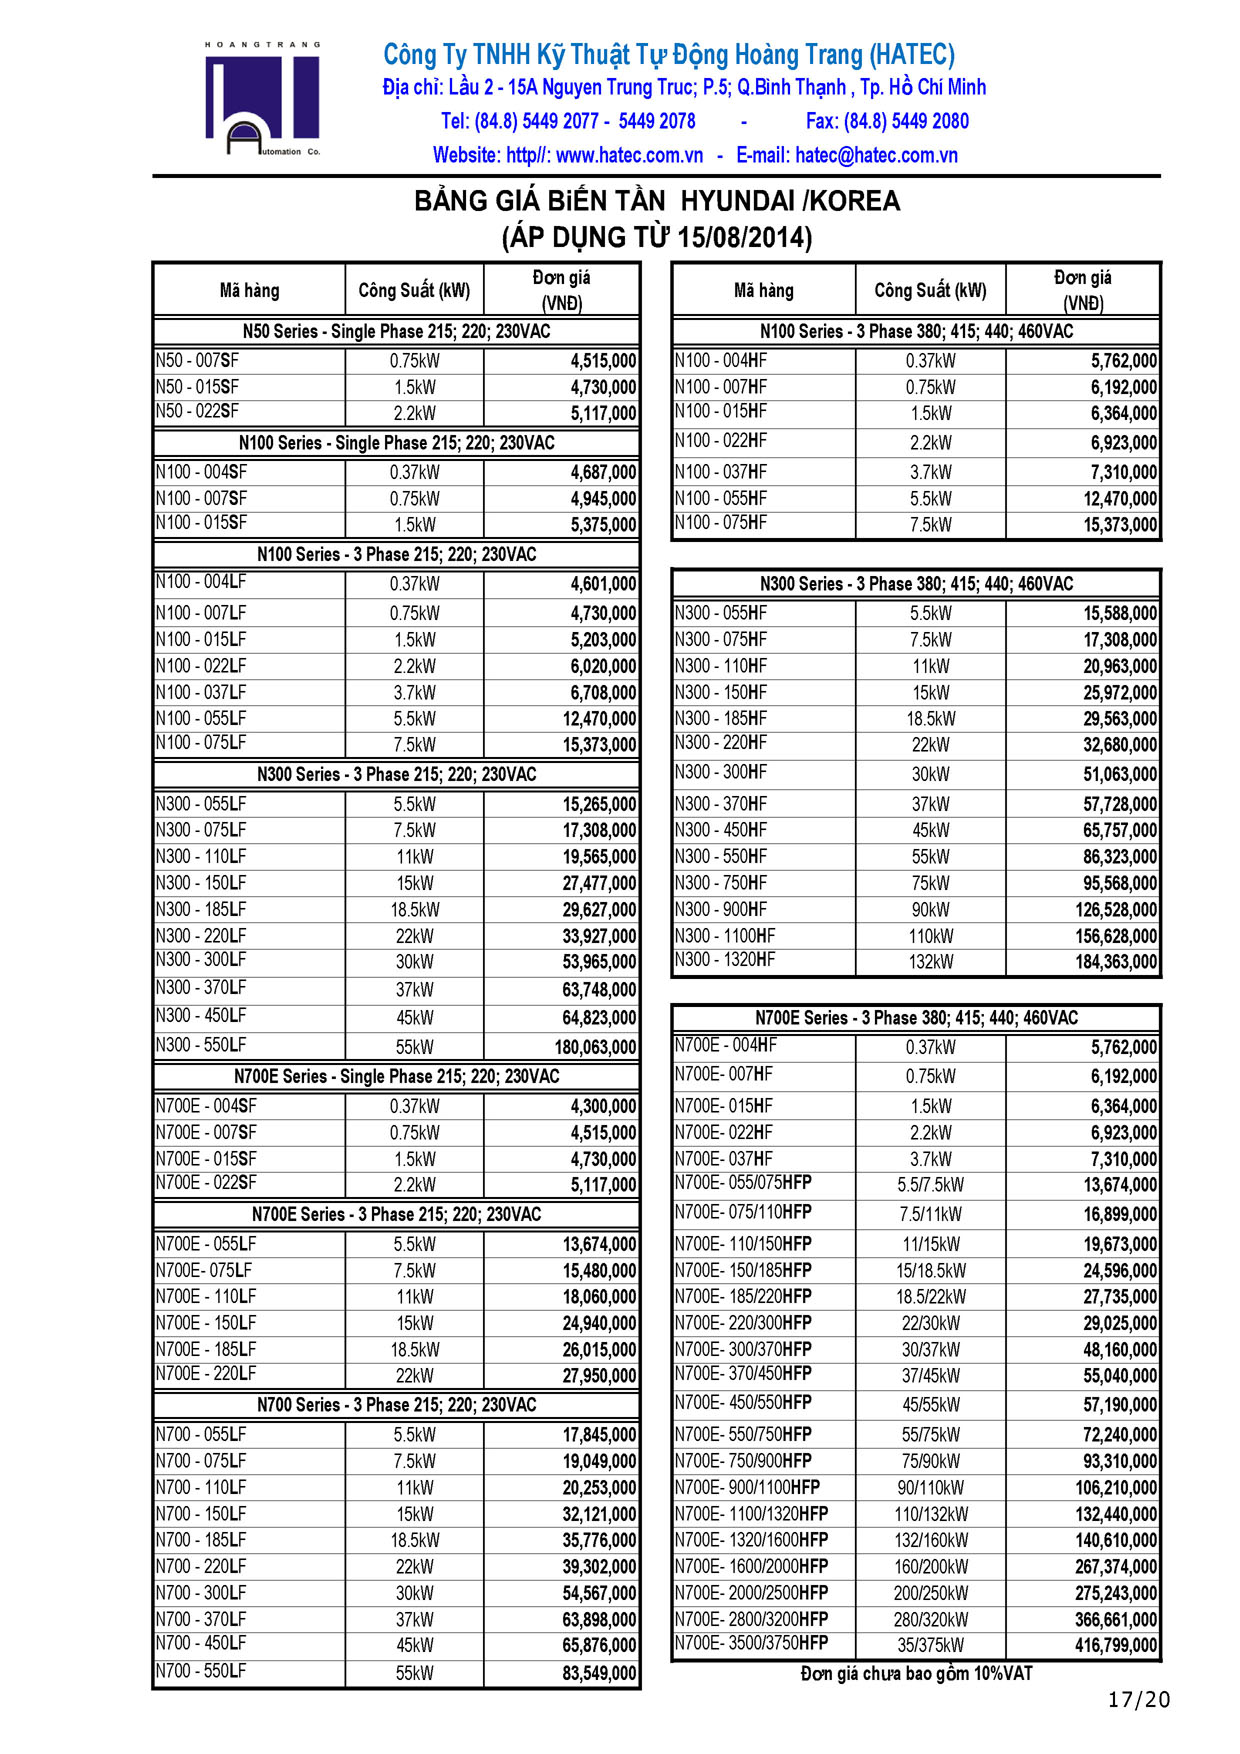 HOANGTRANG
Automation Co.
Công Ty TNHH Kỹ Thuật Tự Động Hoàng Trang (HATEC)
Địa chỉ: Lầu 2 - 15A Nguyen Trung Truc; P.5; Q.Bình Thạnh , Tp. Hồ Chí Minh
Tel: (84.8) 5449 2077 - 5449 2078 - Fax: (84.8) 5449 2080
Website: http//: www.hatec.com.vn - E-mail: hatec@hatec.com.vn
BẢNG GIÁ BiẾN TẦN HYUNDAI /KOREA
(ÁP DỤNG TỪ 15/08/2014)
Mã hàng Công Suất (kW) Đơn giá (VNĐ)
N50 Series - Single Phase 215; 220; 230VAC
N50 - 007SF 0.75kW 4,515,000
N50 - 015SF 1.5kW 4,730,000
N50 - 022SF 2.2kW 5,117,000
N100 Series - Single Phase 215; 220; 230VAC
N100 - 004SF 0.37kW 4,687,000
N100 - 007SF 0.75kW 4,945,000
N100 - 015SF 1.5kW 5,375,000
N100 Series - 3 Phase 215; 220; 230VAC
N100 - 004LF 0.37kW 4,601,000
N100 - 007LF 0.75kW 4,730,000
N100 - 015LF 1.5kW 5,203,000
N100 - 022LF 2.2kW 6,020,000
N100 - 037LF 3.7kW 6,708,000
N100 - 055LF 5.5kW 12,470,000
N100 - 075LF 7.5kW 15,373,000
N300 Series - 3 Phase 215; 220; 230VAC
N300 - 055LF 5.5kW 15,265,000
N300 - 075LF 7.5kW 17,308,000
N300 - 110LF 11kW 19,565,000
N300 - 150LF 15kW 27,477,000
N300 - 185LF 18.5kW 29,627,000
N300 - 220LF 22kW 33,927,000
N300 - 300LF 30kW 53,965,000
N300 - 370LF 37kW 63,748,000
N300 - 450LF 45kW 64,823,000
N300 - 550LF 55kW 180,063,000
N700E Series - Single Phase 215; 220; 230VAC
N700E - 004SF 0.37kW 4,300,000
N700E - 007SF 0.75kW 4,515,000
N700E - 015SF 1.5kW 4,730,000
N700E - 022SF 2.2kW 5,117,000
N700E Series - 3 Phase 215; 220; 230VAC
N700E - 055LF 5.5kW 13,674,000
N700E- 075LF 7.5kW 15,480,000
N700E - 110LF 11kW 18,060,000
N700E - 150LF 15kW 24,940,000
N700E - 185LF 18.5kW 26,015,000
N700E - 220LF 22kW 27,950,000
N700 Series - 3 Phase 215; 220; 230VAC
N700 - 055LF 5.5kW 17,845,000
N700 - 075LF 7.5kW 19,049,000
N700 - 110LF 11kW 20,253,000
N700 - 150LF 15kW 32,121,000
N700 - 185LF 18.5kW 35,776,000
N700 - 220LF 22kW 39,302,000
N700 - 300LF 30kW 54,567,000
N700 - 370LF 37kW 63,898,000
N700 - 450LF 45kW 65,876,000
N700 - 550LF 55kW 83,549,000
Mã hàng Công Suất (kW) Đơn giá (VNĐ)
N100 Series - 3 Phase 380; 415; 440; 460VAC
N100 - 004HF 0.37kW 5,762,000
N100 - 007HF 0.75kW 6,192,000
N100 - 015HF 1.5kW 6,364,000
N100 - 022HF 2.2kW 6,923,000
N100 - 037HF 3.7kW 7,310,000
N100 - 055HF 5.5kW 12,470,000
N100 - 075HF 7.5kW 15,373,000
N300 Series - 3 Phase 380; 415; 440; 460VAC
N300 - 055HF 5.5kW 15,588,000
N300 - 075HF 7.5kW 17,308,000
N300 - 110HF 11kW 20,963,000
N300 - 150HF 15kW 25,972,000
N300 - 185HF 18.5kW 29,563,000
N300 - 220HF 22kW 32,680,000
N300 - 300HF 30kW 51,063,000
N300 - 370HF 37kW 57,728,000
N300 - 450HF 45kW 65,757,000
N300 - 550HF 55kW 86,323,000
N300 - 750HF 75kW 95,568,000
N300 - 900HF 90kW 126,528,000
N300 - 1100HF 110kW 156,628,000
N300 - 1320HF 132kW 184,363,000
N700E Series - 3 Phase 380; 415; 440; 460VAC
N700E - 004HF 0.37kW 5,762,000
N700E- 007HF 0.75kW 6,192,000
N700E- 015HF 1.5kW 6,364,000
N700E- 022HF 2.2kW 6,923,000
N700E- 037HF 3.7kW 7,310,000
N700E- 055/075HFP 5.5/7.5kW 13,674,000
N700E- 075/110HFP 7.5/11kW 16,899,000
N700E- 110/150HFP 11/15kW 19,673,000
N700E- 150/185HFP 15/18.5kW 24,596,000
N700E- 185/220HFP 18.5/22kW 27,735,000
N700E- 220/300HFP 22/30kW 29,025,000
N700E- 300/370HFP 30/37kW 48,160,000
N700E- 370/450HFP 37/45kW 55,040,000
N700E- 450/550HFP 45/55kW 57,190,000
N700E- 550/750HFP 55/75kW 72,240,000
N700E- 750/900HFP 75/90kW 93,310,000
N700E- 900/1100HFP 90/110kW 106,210,000
N700E- 1100/1320HFP 110/132kW 132,440,000
N700E- 1320/1600HFP 132/160kW 140,610,000
N700E- 1600/2000HFP 160/200kW 267,374,000
N700E- 2000/2500HFP 200/250kW 275,243,000
N700E- 2800/3200HFP 280/320kW 366,661,000
N700E- 3500/3750HFP 35/375kW 416,799,000
Đơn giá chưa bao gồm 10%VAT
17/20